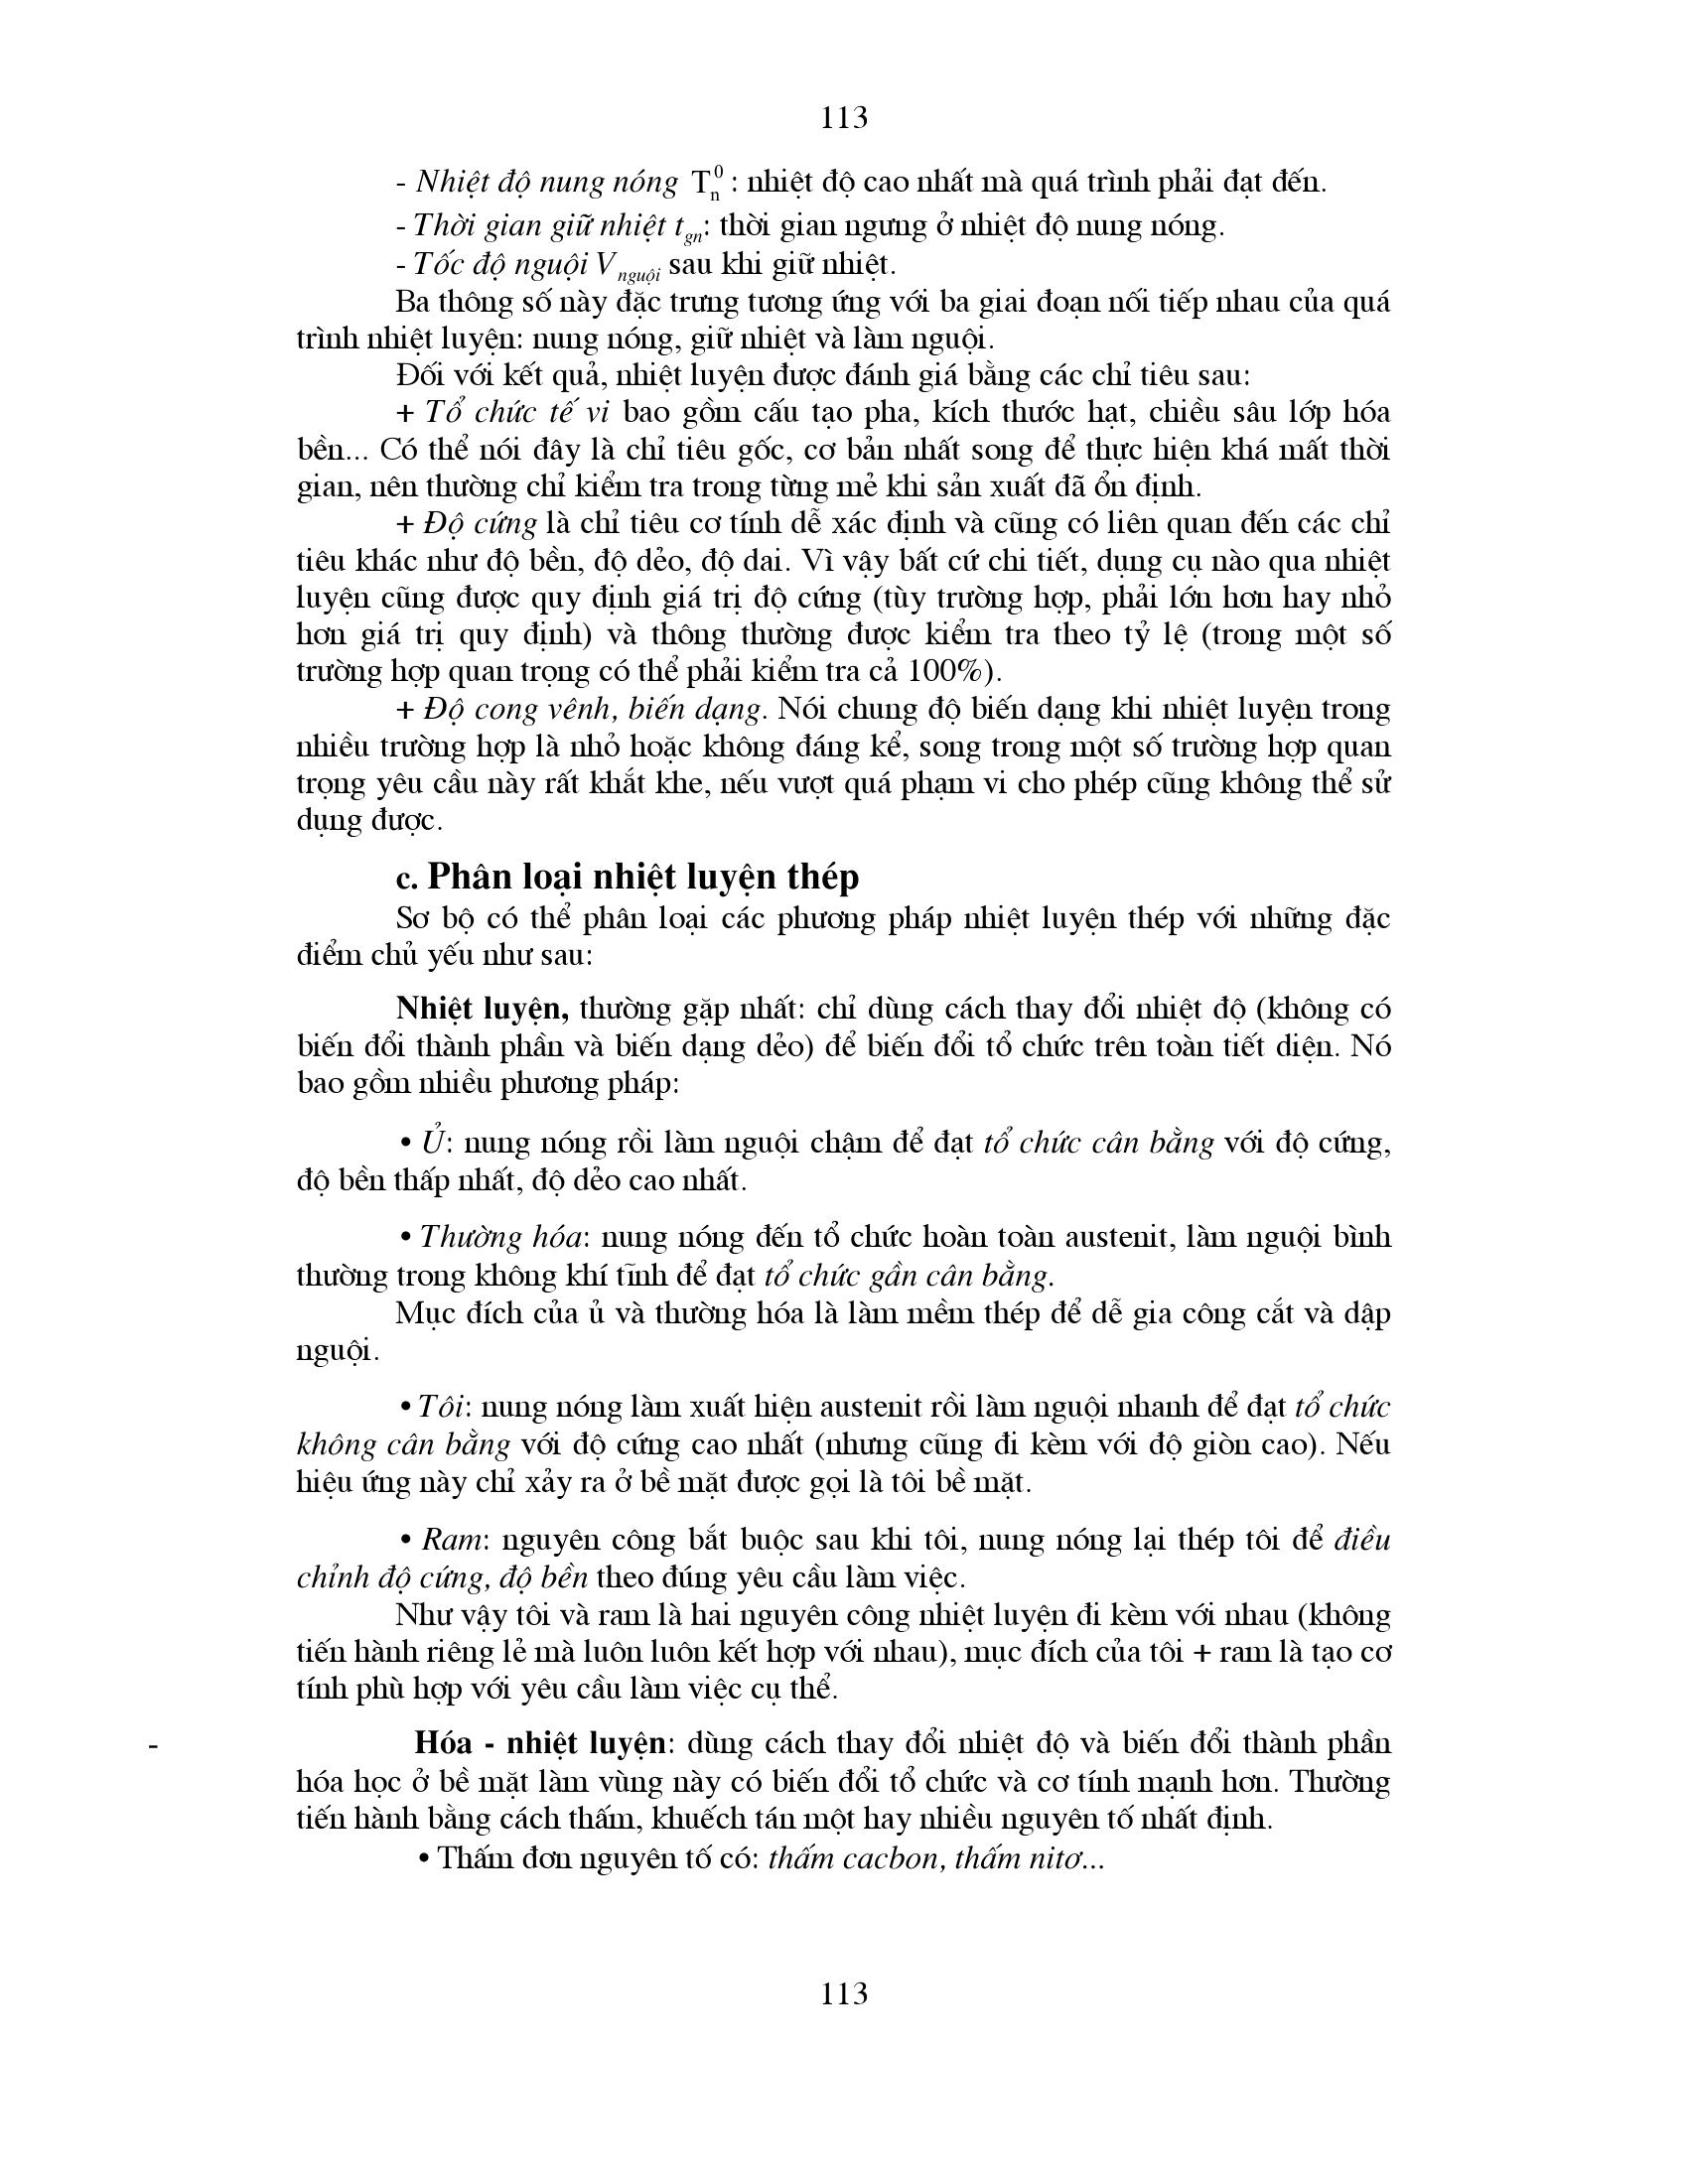 113
- Nhiệt độ nung nóng T⁰ₙ : nhiệt độ cao nhất mà quá trình phải đạt đến.
- Thời gian giữ nhiệt t_gn: thời gian ngưng ở nhiệt độ nung nóng.
- Tốc độ nguội V_nguội sau khi giữ nhiệt.
Ba thông số này đặc trưng tương ứng với ba giai đoạn nối tiếp nhau của quá
trình nhiệt luyện: nung nóng, giữ nhiệt và làm nguội.
Đối với kết quả, nhiệt luyện được đánh giá bằng các chỉ tiêu sau:
+ Tổ chức tế vi bao gồm cấu tạo pha, kích thước hạt, chiều sâu lớp hóa
bền... Có thể nói đây là chỉ tiêu gốc, cơ bản nhất song để thực hiện khá mất thời
gian, nên thường chỉ kiểm tra trong từng mẻ khi sản xuất đã ổn định.
+ Độ cứng là chỉ tiêu cơ tính dễ xác định và cũng có liên quan đến các chỉ
tiêu khác như độ bền, độ dẻo, độ dai. Vì vậy bất cứ chi tiết, dụng cụ nào qua nhiệt
luyện cũng được quy định giá trị độ cứng (tùy trường hợp, phải lớn hơn hay nhỏ
hơn giá trị quy định) và thông thường được kiểm tra theo tỷ lệ (trong một số
trường hợp quan trọng có thể phải kiểm tra cả 100%).
+ Độ cong vênh, biến dạng. Nói chung độ biến dạng khi nhiệt luyện trong
nhiều trường hợp là nhỏ hoặc không đáng kể, song trong một số trường hợp quan
trọng yêu cầu này rất khắt khe, nếu vượt quá phạm vi cho phép cũng không thể sử
dụng được.
c. Phân loại nhiệt luyện thép
Sơ bộ có thể phân loại các phương pháp nhiệt luyện thép với những đặc
điểm chủ yếu như sau:
Nhiệt luyện, thường gặp nhất: chỉ dùng cách thay đổi nhiệt độ (không có
biến đổi thành phần và biến dạng dẻo) để biến đổi tổ chức trên toàn tiết diện. Nó
bao gồm nhiều phương pháp:
• Ủ: nung nóng rồi làm nguội chậm để đạt tổ chức cân bằng với độ cứng,
độ bền thấp nhất, độ dẻo cao nhất.
• Thường hóa: nung nóng đến tổ chức hoàn toàn austenit, làm nguội bình
thường trong không khí tĩnh để đạt tổ chức gần cân bằng.
Mục đích của ủ và thường hóa là làm mềm thép để dễ gia công cắt và dập
nguội.
• Tôi: nung nóng làm xuất hiện austenit rồi làm nguội nhanh để đạt tổ chức
không cân bằng với độ cứng cao nhất (nhưng cũng đi kèm với độ giòn cao). Nếu
hiệu ứng này chỉ xảy ra ở bề mặt được gọi là tôi bề mặt.
• Ram: nguyên công bắt buộc sau khi tôi, nung nóng lại thép tôi để điều
chỉnh độ cứng, độ bền theo đúng yêu cầu làm việc.
Như vậy tôi và ram là hai nguyên công nhiệt luyện đi kèm với nhau (không
tiến hành riêng lẻ mà luôn luôn kết hợp với nhau), mục đích của tôi + ram là tạo cơ
tính phù hợp với yêu cầu làm việc cụ thể.
- Hóa - nhiệt luyện: dùng cách thay đổi nhiệt độ và biến đổi thành phần
hóa học ở bề mặt làm vùng này có biến đổi tổ chức và cơ tính mạnh hơn. Thường
tiến hành bằng cách thấm, khuếch tán một hay nhiều nguyên tố nhất định.
• Thấm đơn nguyên tố có: thấm cacbon, thấm nitơ...
113